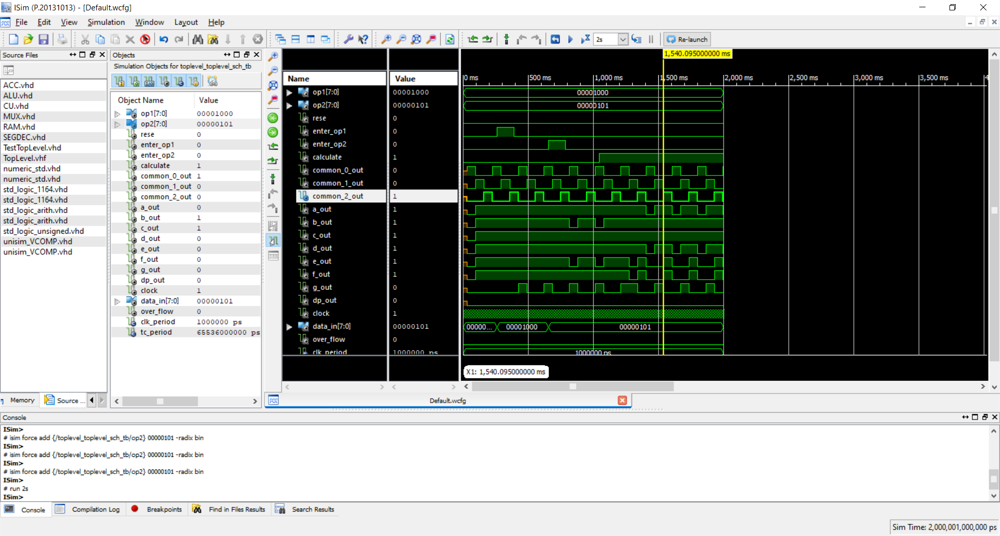 ISim (P.20131013) - [Default.wcfg]
File Edit View Simulation Window Layout Help
2s
Re-launch
Source Files
ACC.vhd
ALU.vhd
CU.vhd
MUX.vhd
RAM.vhd
SEGDEC.vhd
TestTopLevel.vhd
TopLevel.vhf
numeric_std.vhd
numeric_std.vhd
std_logic_1164.vhd
std_logic_1164.vhd
std_logic_arith.vhd
std_logic_arith.vhd
std_logic_unsigned.vhd
unisim_VCOMP.vhd
unisim_VCOMP.vhd
Memory Source ...
Objects
Simulation Objects for toplevel_toplevel_sch_tb
Object Name Value
op1[7:0] 00001000
op2[7:0] 00000101
rese 0
enter_op1 0
enter_op2 0
calculate 1
common_0_out 1
common_1_out 0
common_2_out 0
a_out 0
b_out 1
c_out 1
d_out 0
e_out 0
f_out 0
g_out 0
dp_out 0
clock 1
data_in[7:0] 00000101
over_flow 0
clk_period 1000000 ps
tc_period 65536000000 ps
1,540.095000000 ms
Name Value
0 ms 500 ms 1,000 ms 1,500 ms 2,000 ms 2,500 ms 3,000 ms 3,500 ms 4
op1[7:0] 00001000 00001000
op2[7:0] 00000101 00000101
rese 0
enter_op1 0
enter_op2 0
calculate 1
common_0_out 0
common_1_out 0
common_2_out 1
a_out 1
b_out 1
c_out 1
d_out 1
e_out 1
f_out 1
g_out 0
dp_out 0
clock 1
data_in[7:0] 00000101 00000... 00001000 00000101
over_flow 0
clk_period 1000000 ps 1000000 ps
X1: 1,540.095000000 ms
Default.wcfg
Console
ISim>
# isim force add {/toplevel_toplevel_sch_tb/op2} 00000101 -radix bin
ISim>
# isim force add {/toplevel_toplevel_sch_tb/op2} 00000101 -radix bin
ISim>
# isim force add {/toplevel_toplevel_sch_tb/op2} 00000101 -radix bin
ISim>
# run 2s
ISim>
Console Compilation Log Breakpoints Find in Files Results Search Results
Sim Time: 2,000,001,000,000 ps